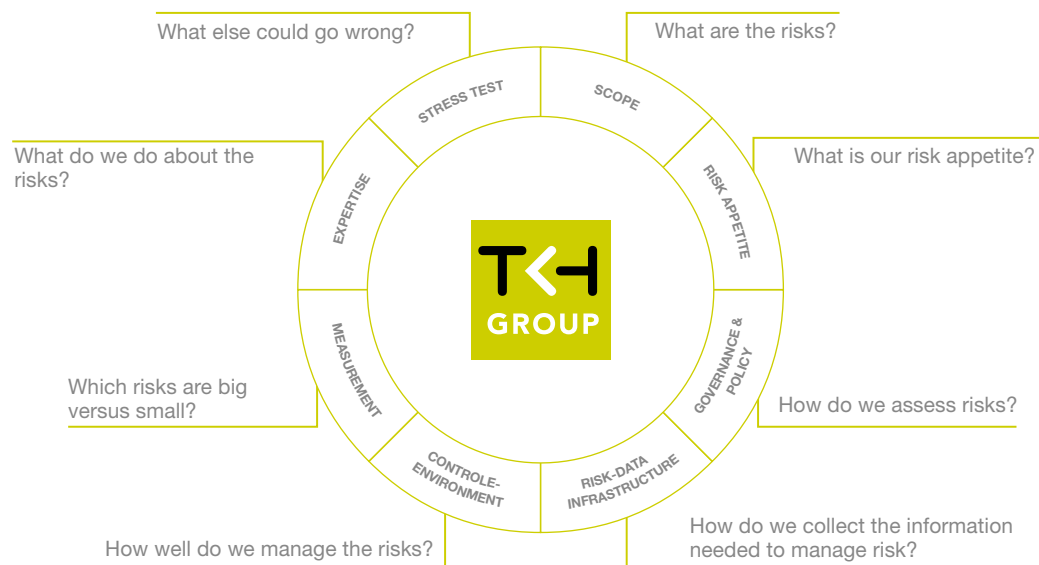 What else could go wrong?
What are the risks?
STRESS TEST
SCOPE
What do we do about the
risks?
What is our risk appetite?
EXPERTISE
RISK APPETITE
TKH
GROUP
MEASUREMENT
GOVERNANCE &
POLICY
Which risks are big
versus small?
How do we assess risks?
CONTROLE-
ENVIRONMENT
RISK-DATA
INFRASTRUCTURE
How well do we manage the risks?
How do we collect the information
needed to manage risk?